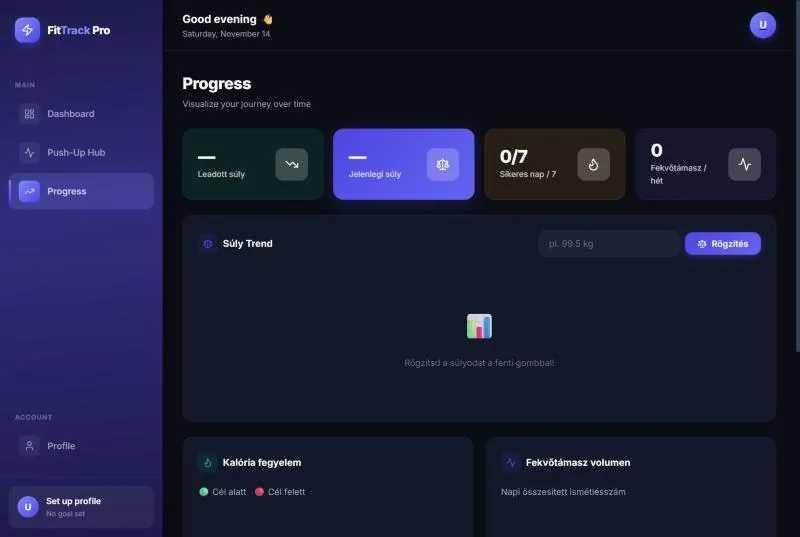 FitTrack Pro
MAIN
Dashboard
Push-Up Hub
Progress
ACCOUNT
Profile
U
Set up profile
No goal set
Good evening 👋
Saturday, November 14
U
Progress
Visualize your journey over time
—
Leadott súly
—
Jelenlegi súly
0/7
Sikeres nap / 7
0
Fekvőtámasz /
hét
Súly Trend
pl. 99.5 kg
Rögzítés
Rögzítsd a súlyodat a fenti gombbal!
Kalória fegyelem
Cél alatt
Cél felett
Fekvőtámasz volumen
Napi összesített ismétlésszám